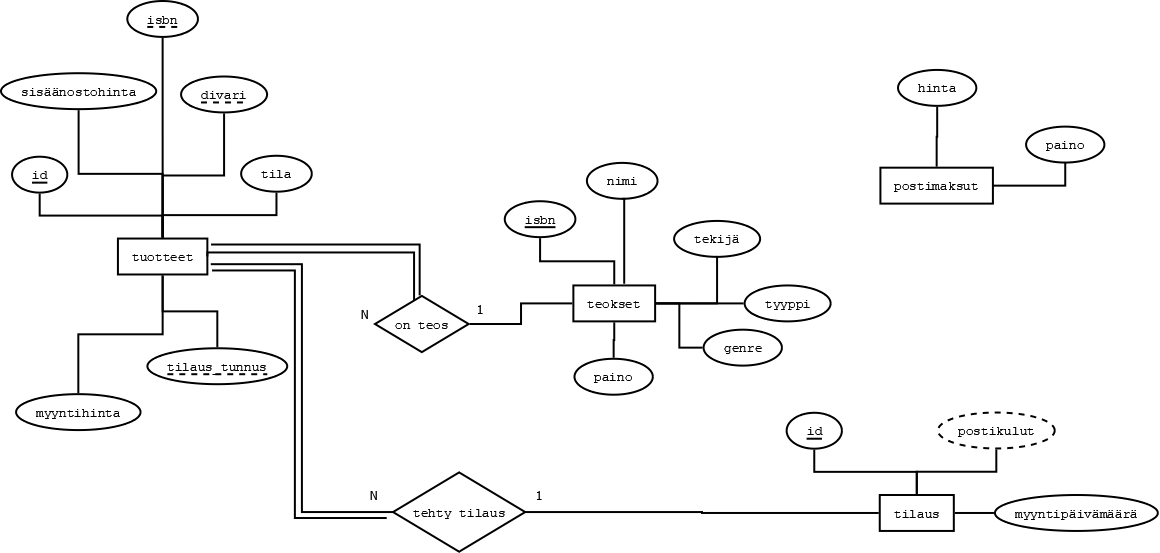 isbn
sisäänostohinta
divari
id
tila
tuotteet
tilaus_tunnus
myyntihinta
N
on teos
1
isbn
nimi
tekijä
teokset
tyyppi
genre
paino
hinta
paino
postimaksut
N
tehty tilaus
1
id
postikulut
tilaus
myyntipäivämäärä